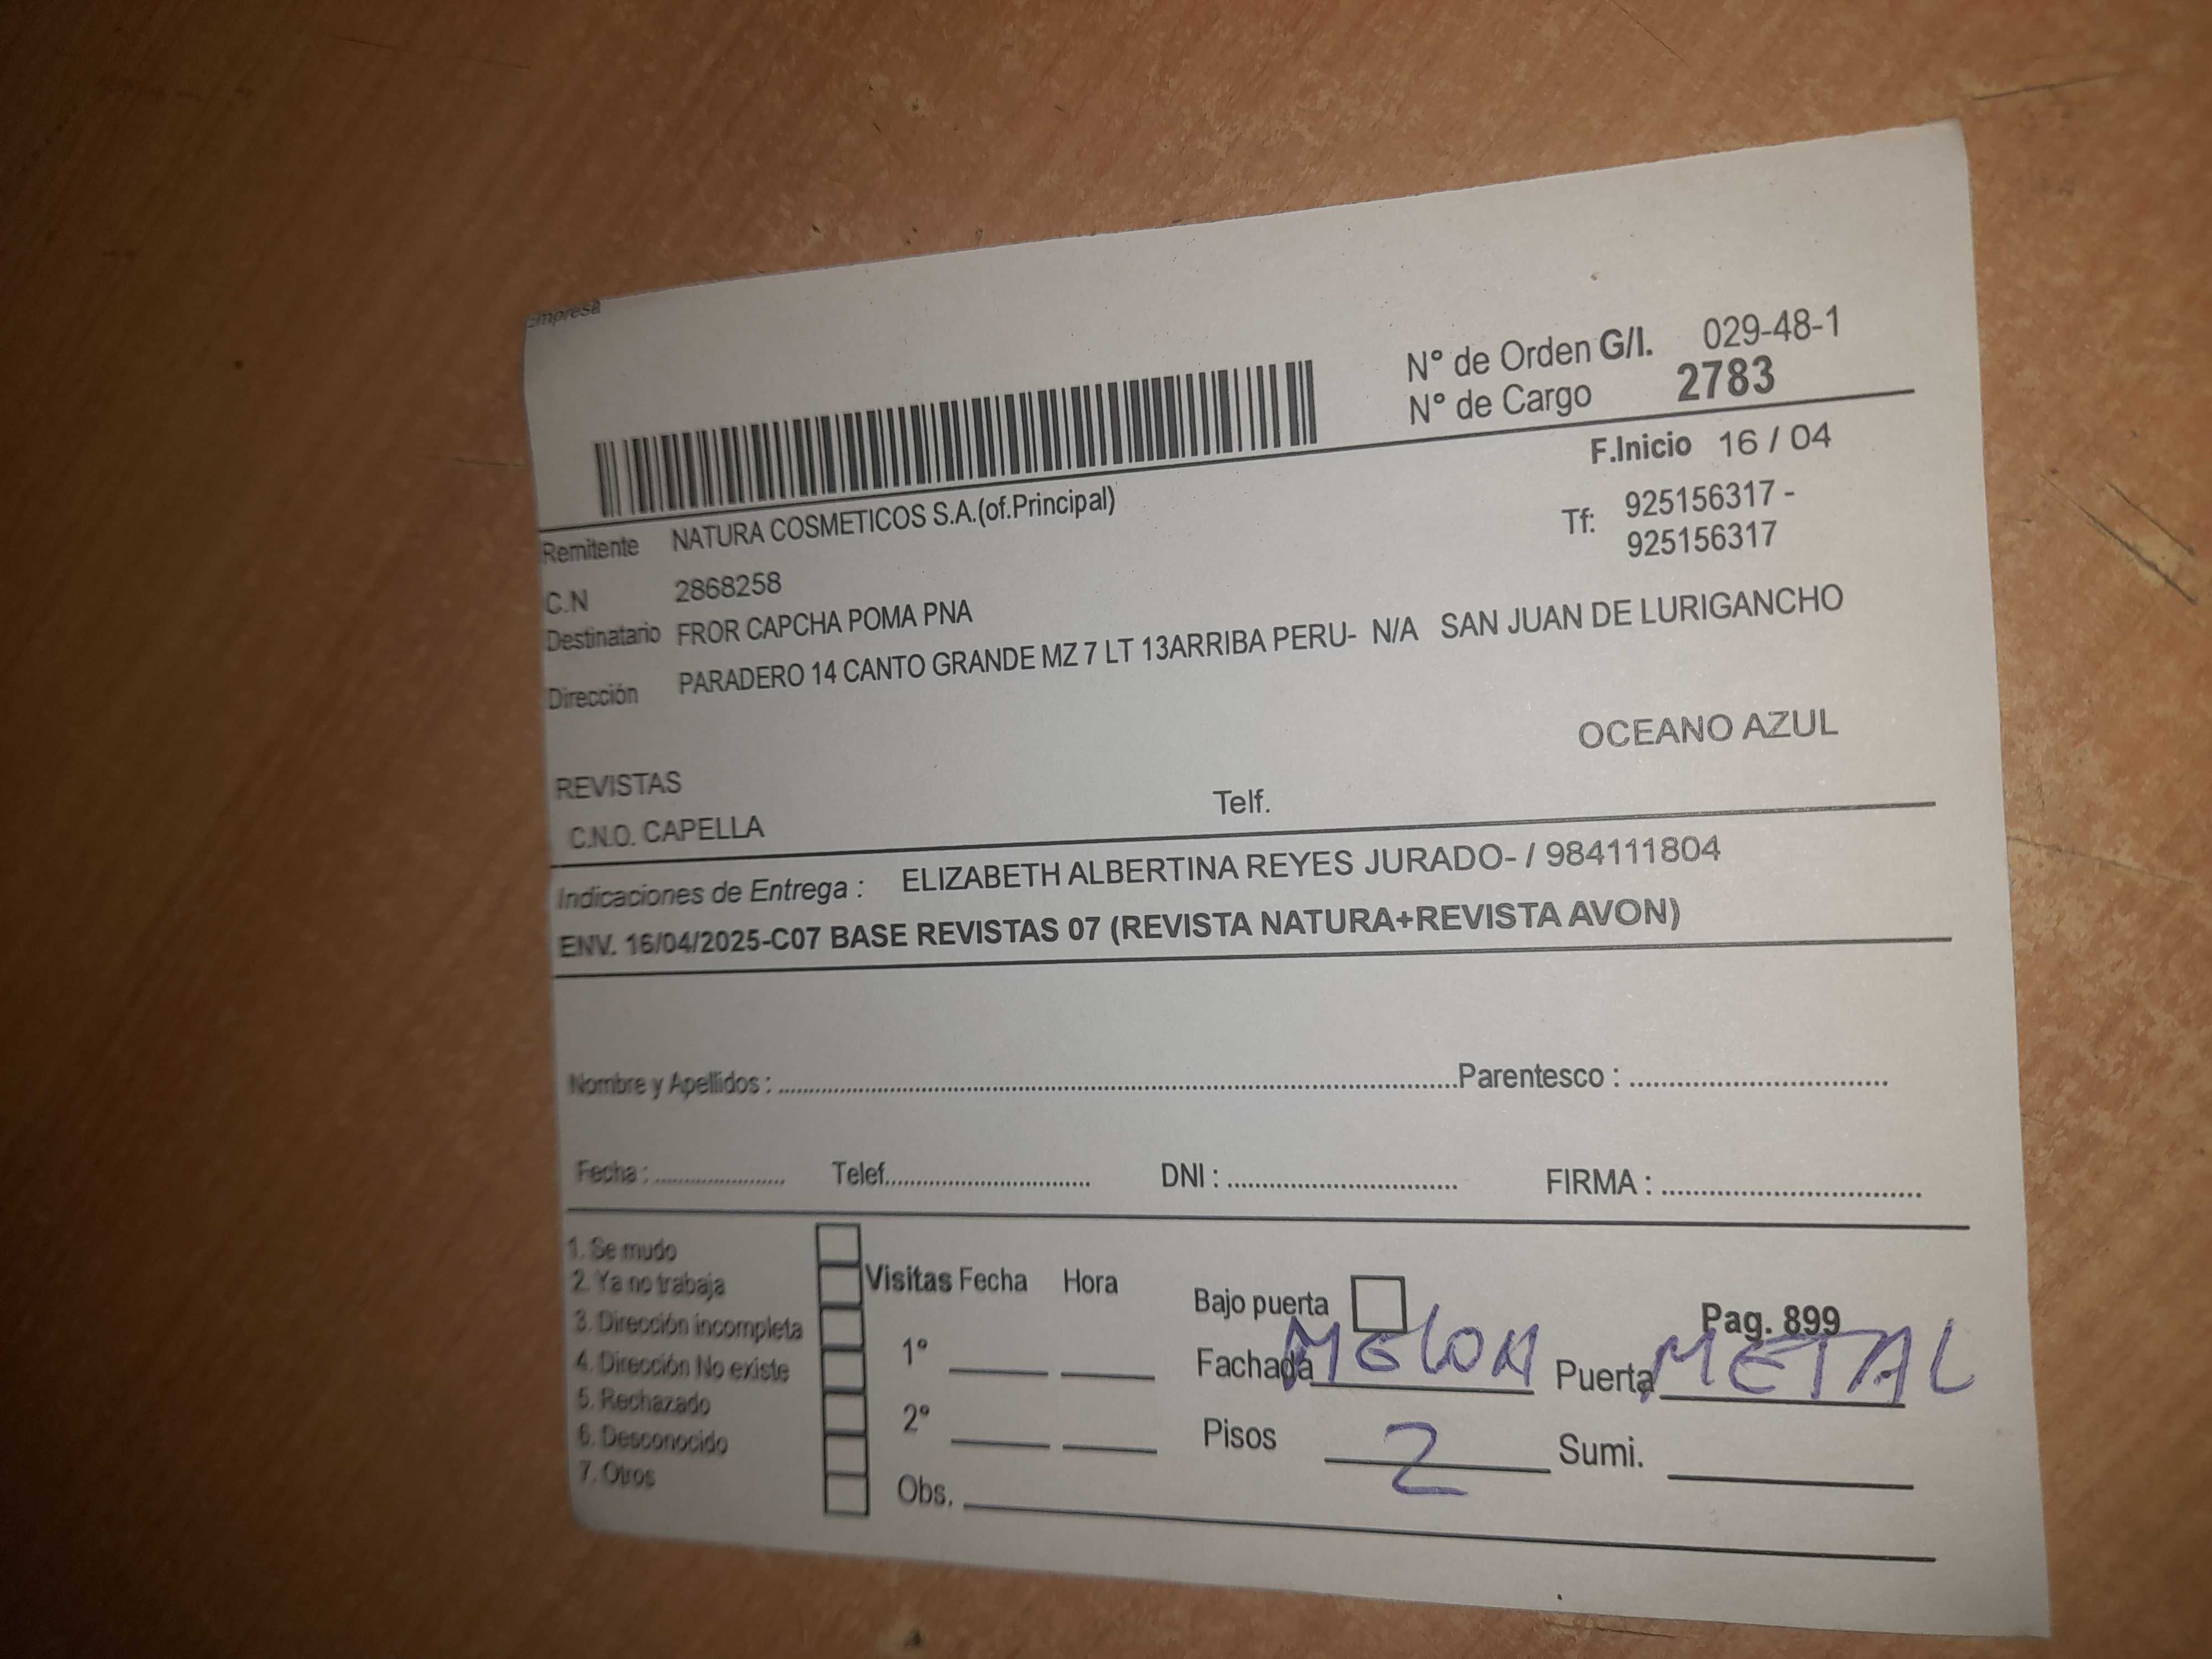 Empresa
N° de Orden G/I. 029-48-1
N° de Cargo 2783
F.Inicio 16 / 04
Remitente NATURA COSMETICOS S.A.(of.Principal)
Tf: 925156317 -
925156317
C.N 2868258
Destinatario FROR CAPCHA POMA PNA
Dirección PARADERO 14 CANTO GRANDE MZ 7 LT 13ARRIBA PERU- N/A SAN JUAN DE LURIGANCHO
OCEANO AZUL
REVISTAS
C.N.O. CAPELLA Telf.
Indicaciones de Entrega : ELIZABETH ALBERTINA REYES JURADO- / 984111804
ENV. 16/04/2025-C07 BASE REVISTAS 07 (REVISTA NATURA+REVISTA AVON)
Nombre y Apellidos : Parentesco :
Fecha : Telef. DNI : FIRMA :
1. Se mudo
2. Ya no trabaja
3. Dirección incompleta
4. Dirección No existe
5. Rechazado
6. Desconocido
7. Otros
Visitas Fecha Hora
1°
2°
Obs.
Bajo puerta Pag. 899
Fachada MELON Puerta METAL
Pisos 2 Sumi.